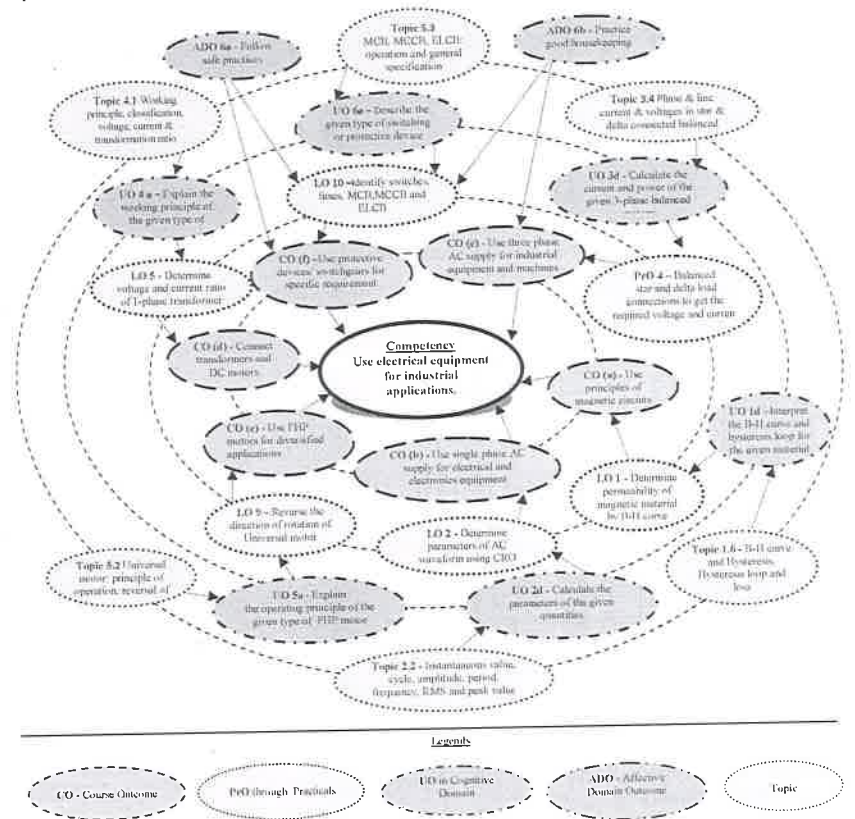 ADO 6a - Follow
safe practices
Topic 5.3
MCB, MCCB, ELCB:
operation and general
specification
ADO 6b - Practice
good housekeeping
Topic 4.1 Working
principle, classification,
voltage, current &
transformation ratio
UO 6a - Describe the
given type of switching
or protective device
Topic 3.4 Phase & line
current & voltages in star &
delta connected balanced
UO 4a - Explain the
working principle of
the given type of
LO 10 - Identify switches,
fuses, MCB,MCCB and
ELCB
UO 3d - Calculate the
current and power of the
given 3-phase balanced
CO (f) - Use protective
devices/ switchgears for
specific requirement.
CO (c) - Use three phase
AC supply for industrial
equipment and machines
LO 5 - Determine
voltage and current ratio
of 1-phase transformer
PrO 4 - Balanced
star and delta load
connections to get the
required voltage and current
CO (d) - Connect
transformers and
DC motors
Competency
Use electrical equipment
for industrial
applications.
CO (a) - Use
principles of
magnetic circuits
CO (e) - Use FHP
motors for diversified
applications
CO (b) - Use single phase AC
supply for electrical and
electronics equipment
UO 1d - Interpret
the B-H curve and
hysteresis loop for
the given material
LO 9 - Reverse the
direction of rotation of
Universal motor
LO 2 - Determine
parameters of AC
waveform using CRO
LO 1 - Determine
permeability of
magnetic material
by B-H curve
Topic 5.2 Universal
motor: principle of
operation, reversal of
UO 5a - Explain
the operating principle of the
given type of FHP motor
UO 2d - Calculate the
parameters of the given
quantities
Topic 1.6 - B-H curve
and Hysteresis,
Hysteresis loop and
loss
Topic 2.2 - Instantaneous value,
cycle, amplitude, period,
frequency, RMS and peak value
Legends
CO - Course Outcome
PrO through Practicals
UO in Cognitive
Domain
ADO - Affective
Domain Outcome
Topic